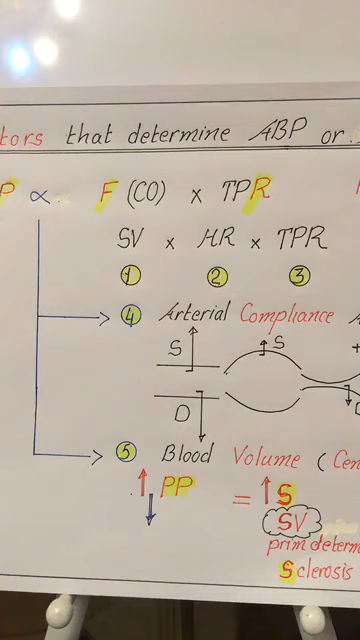 tors that determine ABP or
P ∝ F (CO) x TPR
SV x HR x TPR
1 2 3
4 Arterial Compliance A
S S +
D D
5 Blood Volume (Cen
↑ PP = ↑ S
↓ SV
prim determ
Sclerosis